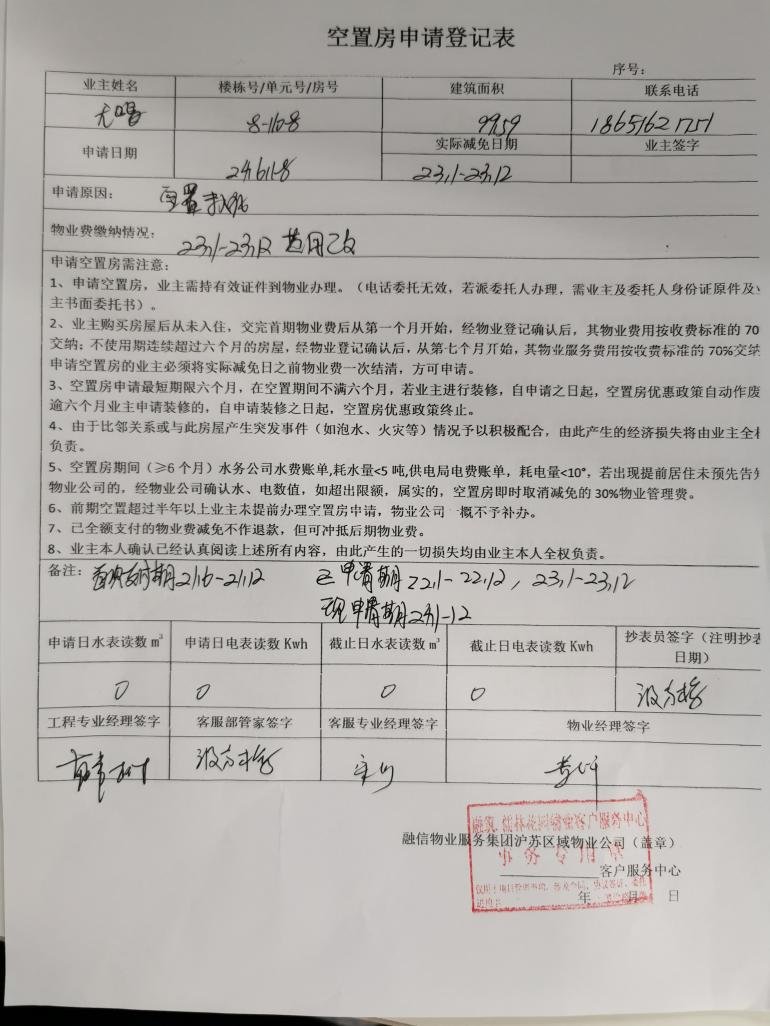 空置房申请登记表
序号：
业主姓名 楼栋号/单元号/房号 建筑面积 联系电话
8-1108 99.59 18651621751
申请日期 实际减免日期 业主签字
23.1-23.12
申请原因： 空置未入住
物业费缴纳情况： 23.1-23.12 费用已收
申请空置房需注意：
1、申请空置房，业主需持有效证件到物业办理。（电话委托无效，若派委托人办理，需业主及委托人身份证原件及业
主书面委托书）。
2、业主购买房屋后从未入住，交完首期物业费后从第一个月开始，经物业登记确认后，其物业费用按收费标准的 70
交纳；不使用期连续超过六个月的房屋，经物业登记确认后，从第七个月开始，其物业服务费用按收费标准的 70%交纳
申请空置房的业主必须将实际减免日之前物业费一次结清，方可申请。
3、空置房申请最短期限六个月，在空置期间不满六个月，若业主进行装修，自申请之日起，空置房优惠政策自动作废
逾六个月业主申请装修的，自申请装修之日起，空置房优惠政策终止。
4、由于比邻关系或与此房屋产生突发事件（如泡水、火灾等）情况予以积极配合，由此产生的经济损失将由业主全权
负责。
5、空置房期间（≥6 个月）水务公司水费账单,耗水量<5 吨,供电局电费账单，耗电量<10°，若出现提前居住未预先告知
物业公司的，经物业公司确认水、电数值，如超出限额，属实的，空置房即时取消减免的 30%物业管理费。
6、前期空置超过半年以上业主未提前办理空置房申请，物业公司一概不予补办。
7、已全额支付的物业费减免不作退款，但可冲抵后期物业费。
8、业主本人确认已经认真阅读上述所有内容，由此产生的一切损失均由业主本人全权负责。
备注： 首次交付期 21.6-21.12 已申请期 22.1-22.12，23.1-23.12
现申请期
申请日水表读数 m³ 申请日电表读数 Kwh 截止日水表读数 m³ 截止日电表读数 Kwh 抄表员签字（注明抄表
日期）
0 0 0 0
工程专业经理签字 客服部管家签字 客服专业经理签字 物业经理签字
融信物业服务集团沪苏区域物业公司（盖章）
事务专用章
客户服务中心
年 月 日